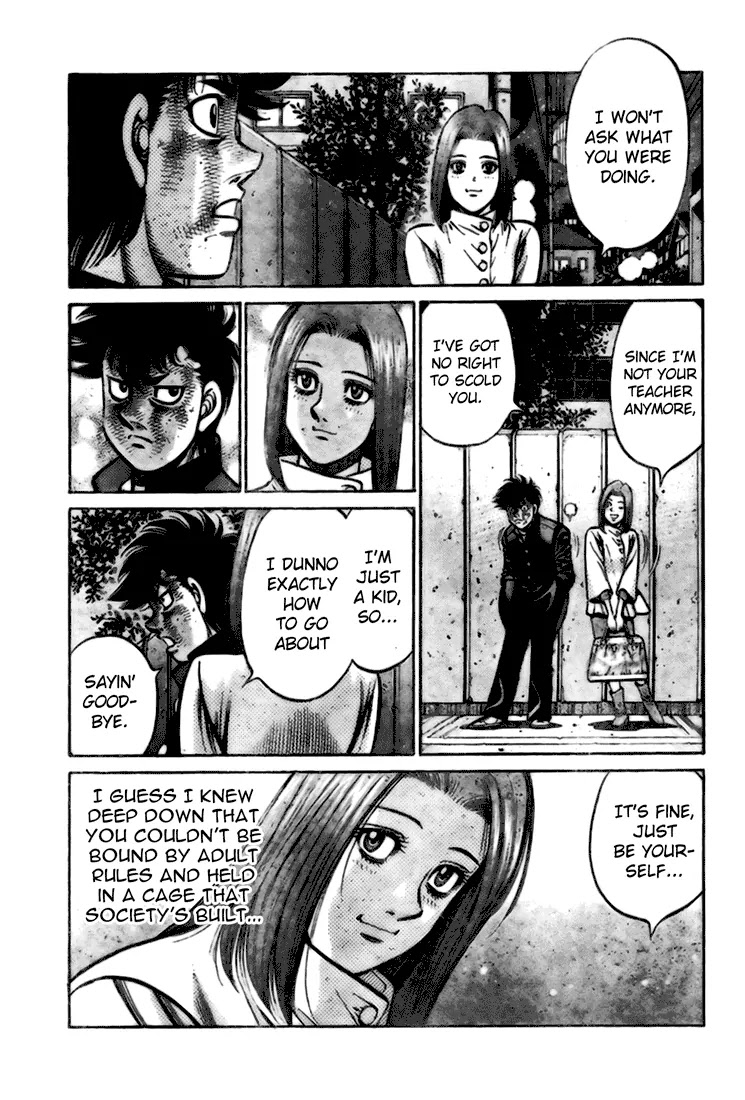 I WON'T
ASK WHAT
YOU WERE
DOING.
SINCE I'M
NOT YOUR
TEACHER
ANYMORE,
I'VE GOT
NO RIGHT
TO SCOLD
YOU.
I'M
JUST
A KID,
SO...
I DUNNO
EXACTLY
HOW
TO GO
ABOUT
SAYIN'
GOOD-
BYE.
IT'S FINE,
JUST
BE YOUR-
SELF...
I GUESS I KNEW
DEEP DOWN THAT
YOU COULDN'T BE
BOUND BY ADULT
RULES AND HELD
IN A CAGE THAT
SOCIETY'S BUILT...